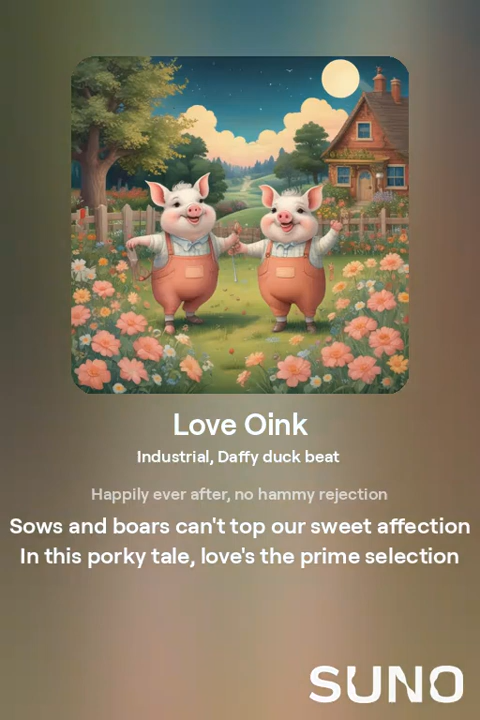 Love Oink
Industrial, Daffy duck beat
Happily ever after, no hammy rejection
Sows and boars can't top our sweet affection
In this porky tale, love's the prime selection
SUNO